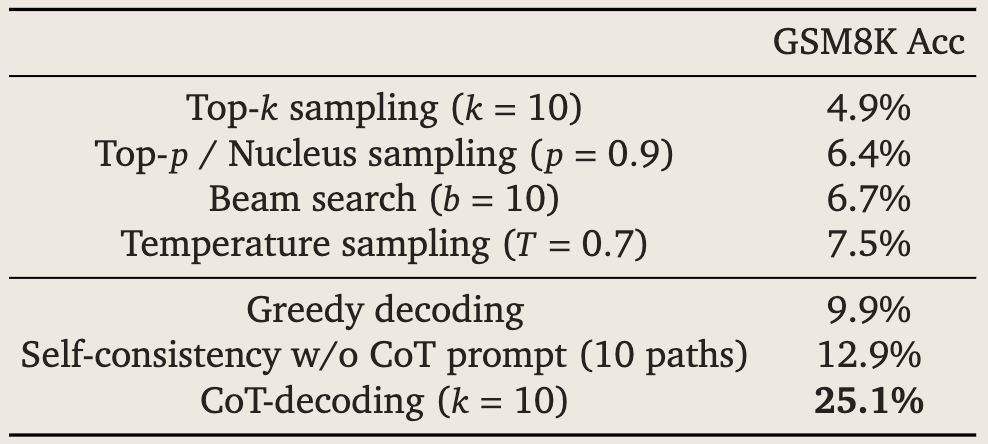 GSM8K Acc
Top-k sampling (k = 10) 4.9%
Top-p / Nucleus sampling (p = 0.9) 6.4%
Beam search (b = 10) 6.7%
Temperature sampling (T = 0.7) 7.5%
Greedy decoding 9.9%
Self-consistency w/o CoT prompt (10 paths) 12.9%
CoT-decoding (k = 10) 25.1%